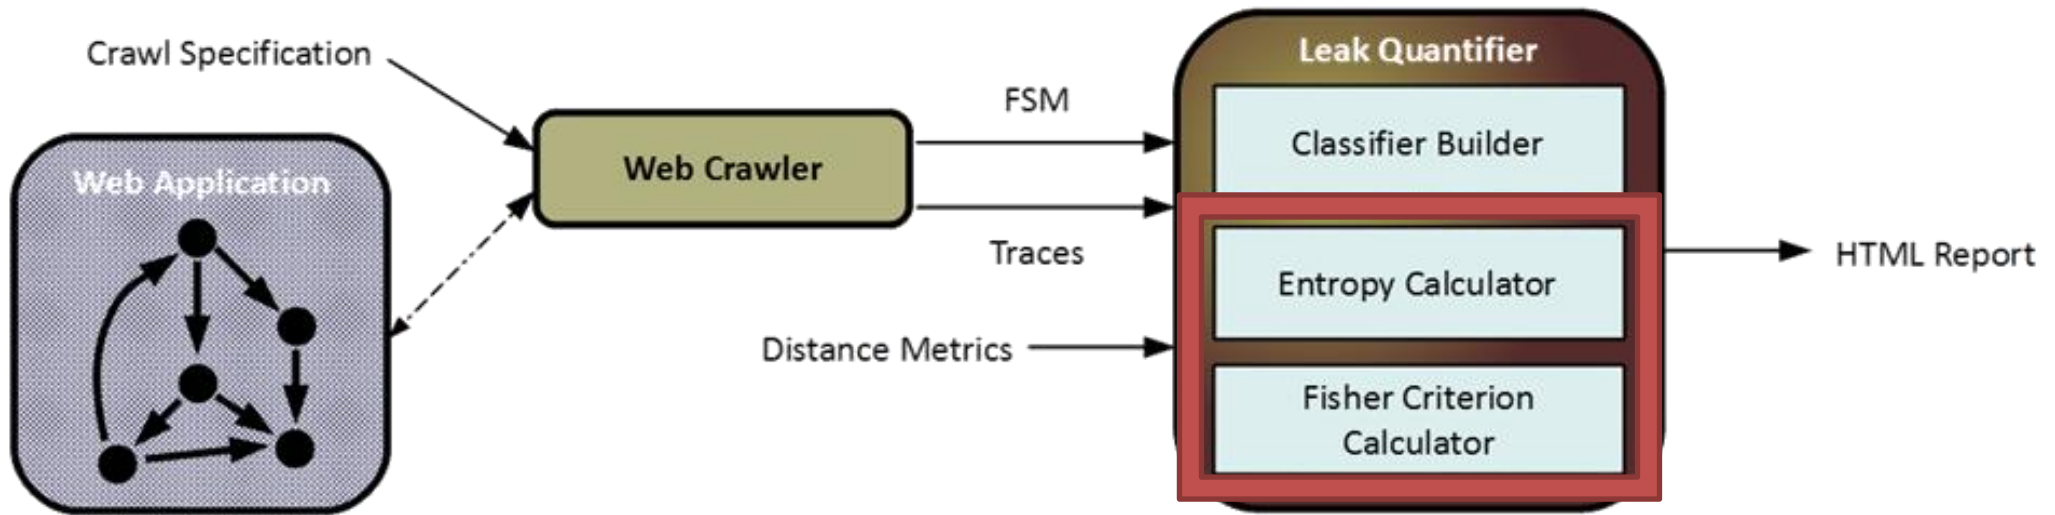 Crawl Specification
Web Application
Web Crawler
FSM
Traces
Distance Metrics
Leak Quantifier
Classifier Builder
Entropy Calculator
Fisher Criterion
Calculator
HTML Report